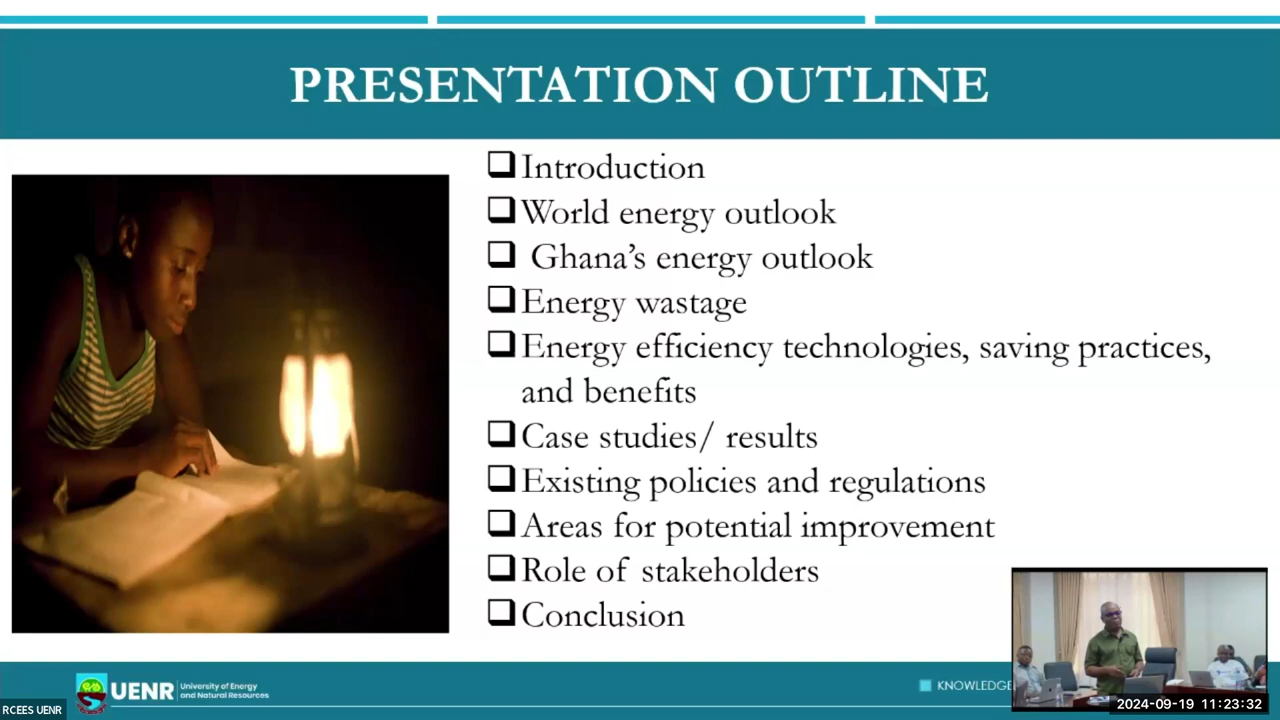 PRESENTATION OUTLINE
Introduction
World energy outlook
Ghana's energy outlook
Energy wastage
Energy efficiency technologies, saving practices,
and benefits
Case studies/ results
Existing policies and regulations
Areas for potential improvement
Role of stakeholders
Conclusion
UENR
University of Energy
and Natural Resources
KNOWLEDGE
RCEES UENR
2024-09-19 11:23:32